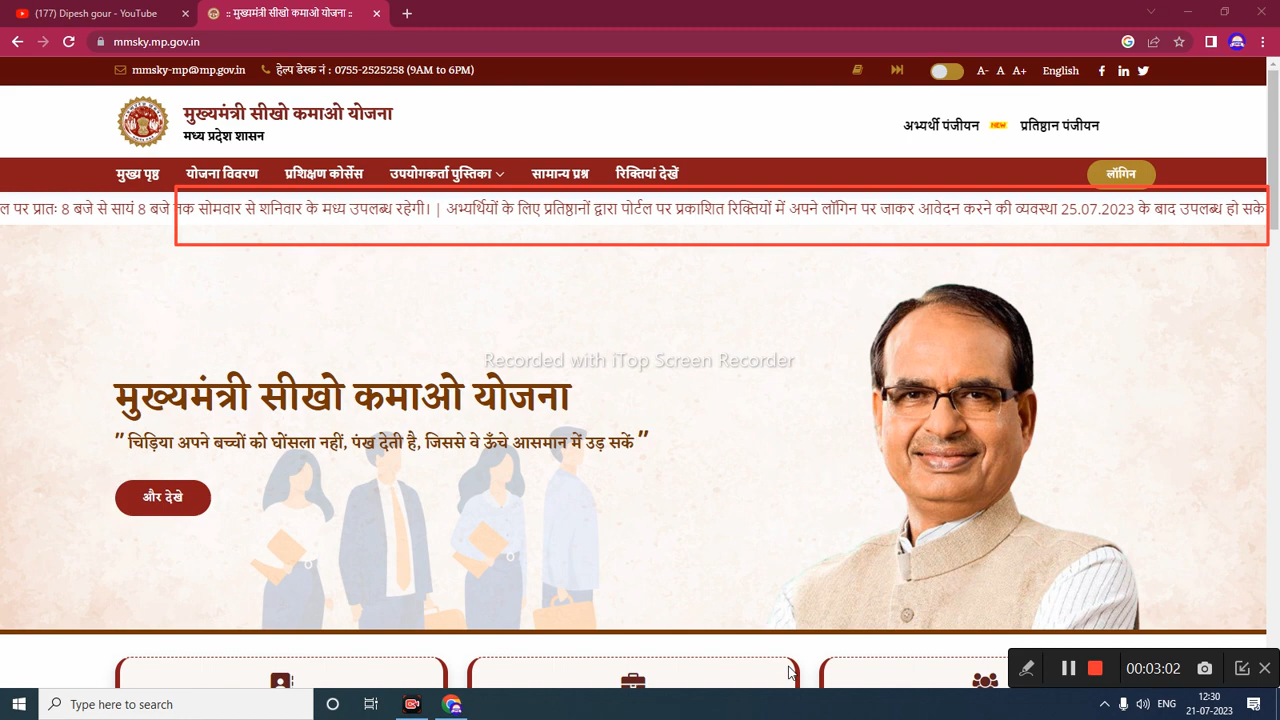 (177) Dipesh gour - YouTube
:: मुख्यमंत्री सीखो कमाओ योजना ::
mmsky.mp.gov.in
mmsky-mp@mp.gov.in
हेल्प डेस्क नं : 0755-2525258 (9AM to 6PM)
A- A A+ English
मुख्यमंत्री सीखो कमाओ योजना
मध्य प्रदेश शासन
अभ्यर्थी पंजीयन NEW प्रतिष्ठान पंजीयन
मुख्य पृष्ठ योजना विवरण प्रशिक्षण कोर्सेस उपयोगकर्ता पुस्तिका सामान्य प्रश्न रिक्तियां देखें लॉगिन
ल पर प्रातः 8 बजे से सायं 8 बजे तक सोमवार से शनिवार के मध्य उपलब्ध रहेगी। | अभ्यर्थियों के लिए प्रतिष्ठानों द्वारा पोर्टल पर प्रकाशित रिक्तियों में अपने लॉगिन पर जाकर आवेदन करने की व्यवस्था 25.07.2023 के बाद उपलब्ध हो सके
Recorded with iTop Screen Recorder
मुख्यमंत्री सीखो कमाओ योजना
" चिड़िया अपने बच्चों को घोंसला नहीं, पंख देती है, जिससे वे ऊँचे आसमान में उड़ सकें "
और देखे
00:03:02
Type here to search
ENG
12:30
21-07-2023